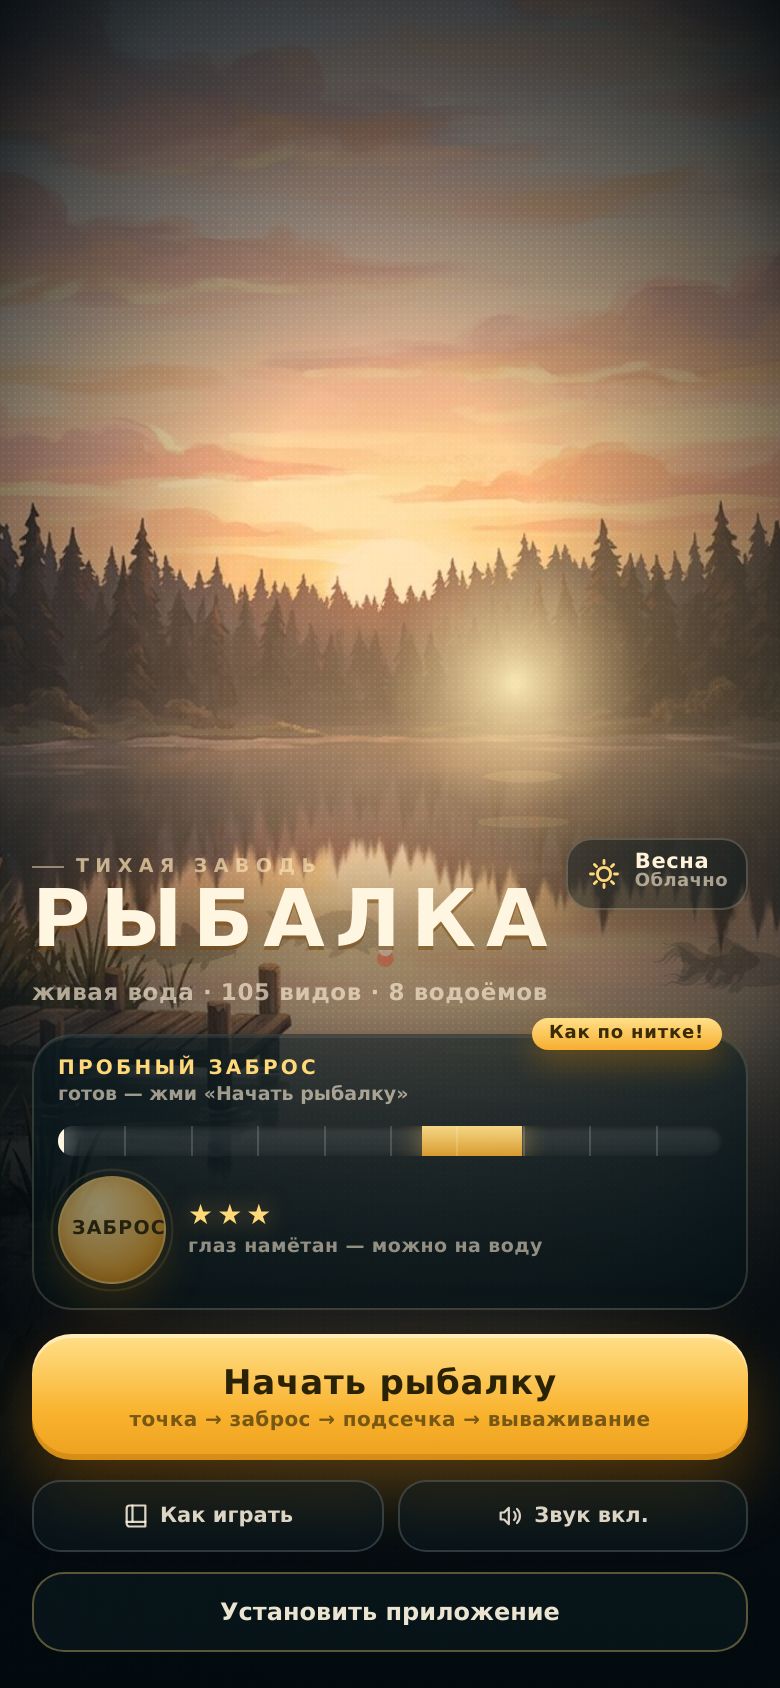 ТИХАЯ ЗАВОДЬ
Весна
Облачно
РЫБАЛКА
живая вода · 105 видов · 8 водоёмов
Как по нитке!
ПРОБНЫЙ ЗАБРОС
готов — жми «Начать рыбалку»
ЗАБРОС
★★★
глаз намётан — можно на воду
Начать рыбалку
точка → заброс → подсечка → вываживание
Как играть
Звук вкл.
Установить приложение